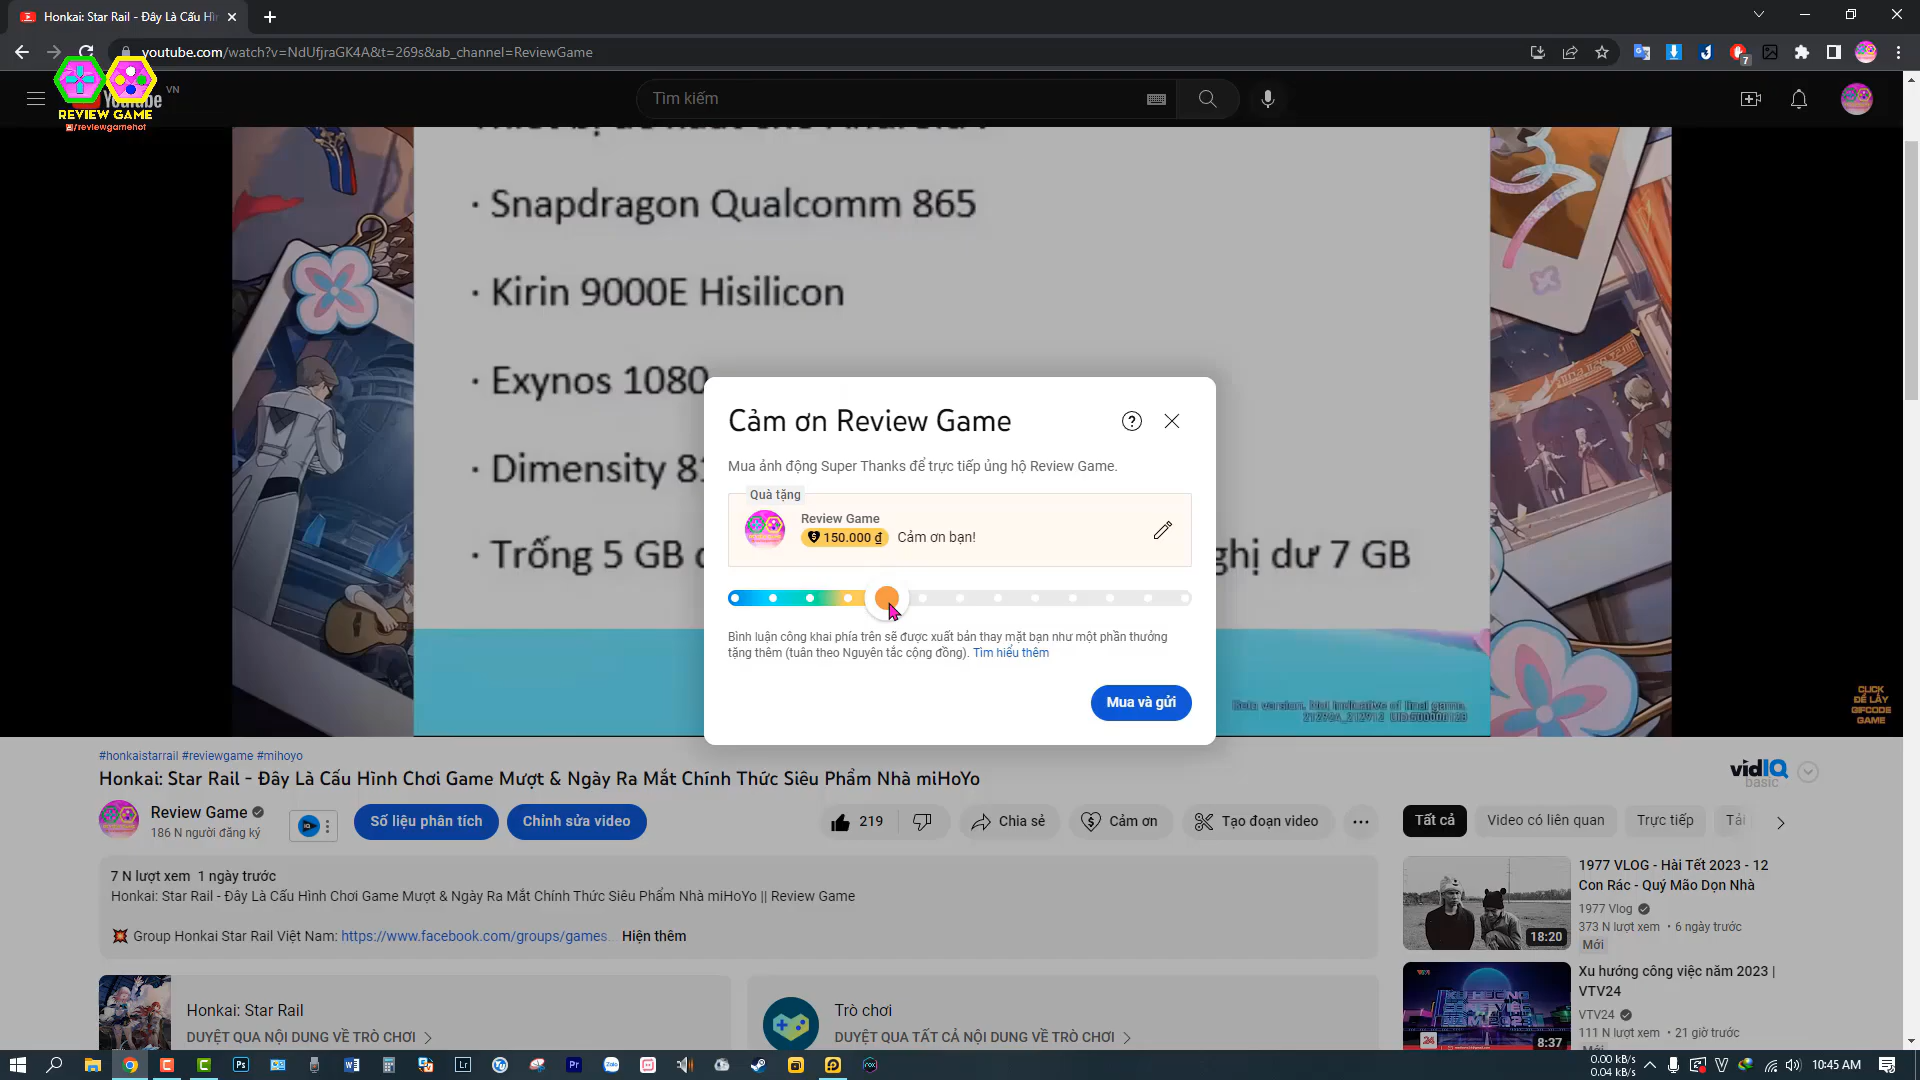 Honkai: Star Rail - Đây Là Cấu Hì
youtube.com/watch?v=NdUfjraGK4A&t=269s&ab_channel=ReviewGame
7
REVIEW GAME
/reviewgamehot
VN
Tìm kiếm
· Snapdragon Qualcomm 865
· Kirin 9000E Hisilicon
· Exynos 1080
· Dimensity 81
· Trống 5 GB
nghị dư 7 GB
Cảm ơn Review Game
Mua ảnh động Super Thanks để trực tiếp ủng hộ Review Game.
Quà tặng
Review Game
150.000 ₫ Cảm ơn bạn!
Bình luận công khai phía trên sẽ được xuất bản thay mặt bạn như một phần thưởng
tặng thêm (tuân theo Nguyên tắc cộng đồng). Tìm hiểu thêm
Mua và gửi
Beta version. Not indicative of final game.
CLICK
ĐỂ LẤY
GIFCODE
GAME
#honkaistarrail #reviewgame #mihoyo
Honkai: Star Rail - Đây Là Cấu Hình Chơi Game Mượt & Ngày Ra Mắt Chính Thức Siêu Phẩm Nhà miHoYo
vidIQ
basic
Review Game
186 N người đăng ký
Số liệu phân tích
Chỉnh sửa video
219
Chia sẻ
Cảm ơn
Tạo đoạn video
Tất cả
Video có liên quan
Trực tiếp
Tải
7 N lượt xem 1 ngày trước
Honkai: Star Rail - Đây Là Cấu Hình Chơi Game Mượt & Ngày Ra Mắt Chính Thức Siêu Phẩm Nhà miHoYo || Review Game
Group Honkai Star Rail Việt Nam: https://www.facebook.com/groups/games... Hiện thêm
Honkai: Star Rail
DUYỆT QUA NỘI DUNG VỀ TRÒ CHƠI
Trò chơi
DUYỆT QUA TẤT CẢ NỘI DUNG VỀ TRÒ CHƠI
18:20
1977 VLOG - Hài Tết 2023 - 12
Con Rác - Quý Mão Dọn Nhà
1977 Vlog
373 N lượt xem • 6 ngày trước
Mới
8:37
Xu hướng công việc năm 2023 |
VTV24
VTV24
111 N lượt xem • 21 giờ trước
0.00 kB/s
0.04 kB/s
10:45 AM